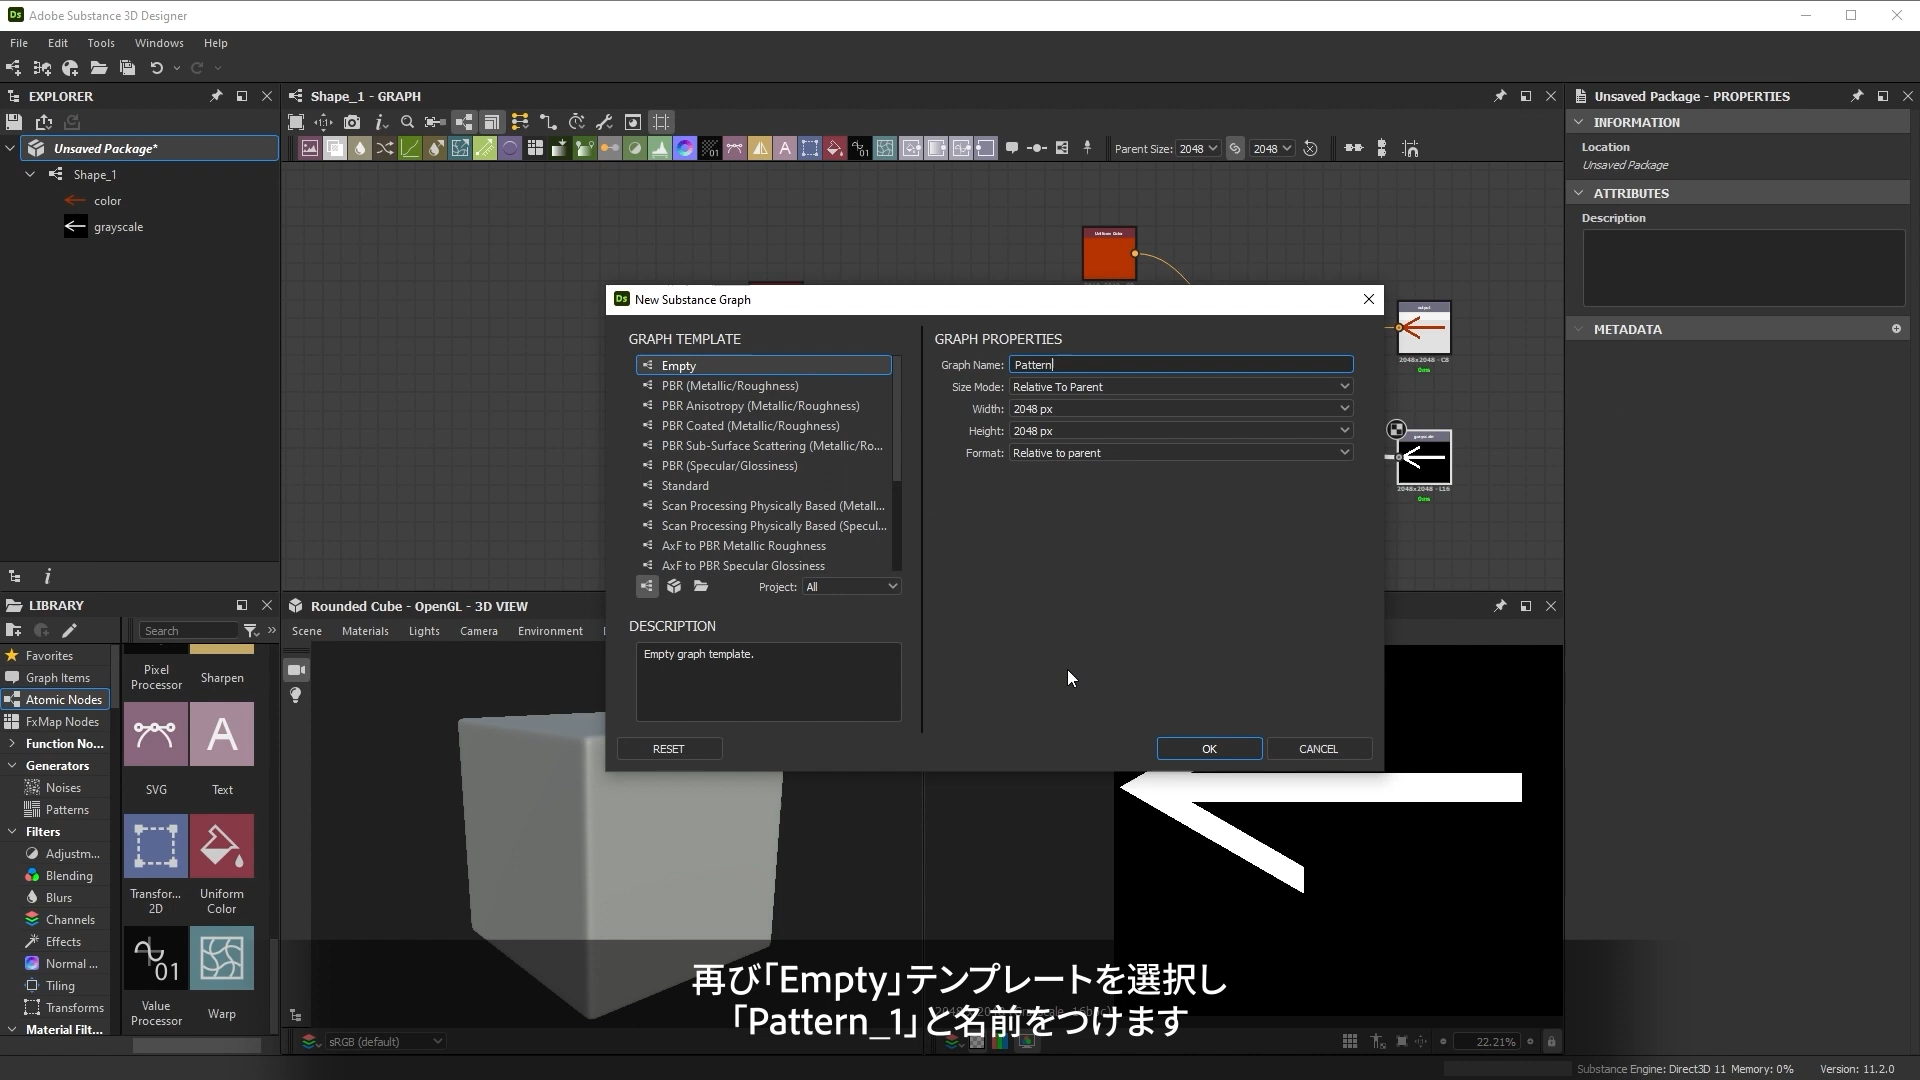 Adobe Substance 3D Designer
File Edit Tools Windows Help
EXPLORER
Unsaved Package*
Shape_1
color
grayscale
Shape_1 - GRAPH
Parent Size: 2048 2048
Uniform Color
output
2048x2048 - C8
0ms
grayscale
2048x2048 - L16
0ms
Unsaved Package - PROPERTIES
INFORMATION
Location
Unsaved Package
ATTRIBUTES
Description
METADATA
New Substance Graph
GRAPH TEMPLATE
Empty
PBR (Metallic/Roughness)
PBR Anisotropy (Metallic/Roughness)
PBR Coated (Metallic/Roughness)
PBR Sub-Surface Scattering (Metallic/Ro...
PBR (Specular/Glossiness)
Standard
Scan Processing Physically Based (Metall...
Scan Processing Physically Based (Specul...
AxF to PBR Metallic Roughness
AxF to PBR Specular Glossiness
Project: All
DESCRIPTION
Empty graph template.
RESET
GRAPH PROPERTIES
Graph Name: Pattern
Size Mode: Relative To Parent
Width: 2048 px
Height: 2048 px
Format: Relative to parent
OK CANCEL
LIBRARY
Search
Favorites
Graph Items
Atomic Nodes
FxMap Nodes
Function No...
Generators
Noises
Patterns
Filters
Adjustm...
Blending
Blurs
Channels
Effects
Normal ...
Tiling
Transforms
Material Filt...
Pixel Processor
Sharpen
SVG
Text
Transfor... 2D
Uniform Color
Value Processor
Warp
Rounded Cube - OpenGL - 3D VIEW
Scene Materials Lights Camera Environment
sRGB (default)
22.21%
再び「Empty」テンプレートを選択し
「Pattern_1」と名前をつけます
Substance Engine: Direct3D 11 Memory: 0% Version: 11.2.0